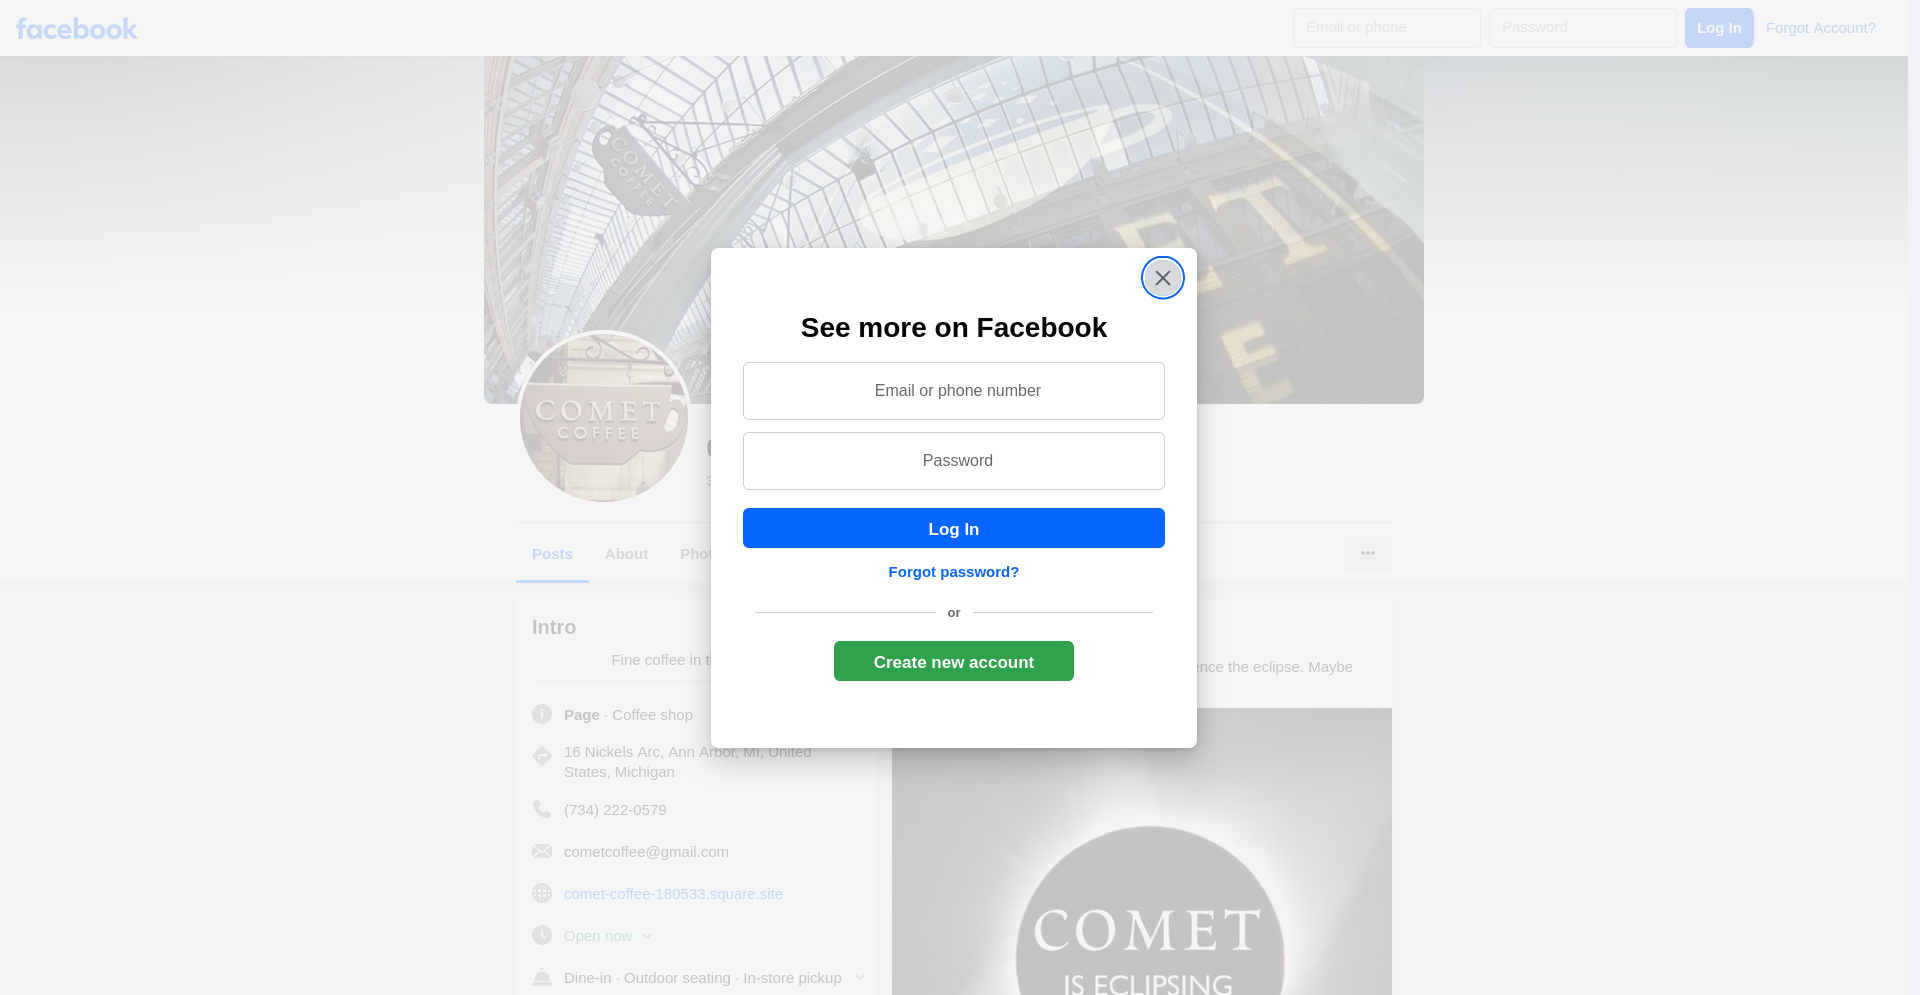 facebook
Email or phone
Password
Log In
Forgot Account?
COMET
COFFEE
ET
E
COMET
COFFEE
See more on Facebook
Email or phone number
Password
Log In
Forgot password?
or
Create new account
Posts
About
Phot
Intro
Fine coffee in t
Page · Coffee shop
16 Nickels Arc, Ann Arbor, MI, United
States, Michigan
(734) 222-0579
cometcoffee@gmail.com
comet-coffee-180533.square.site
Open now
Dine-in · Outdoor seating · In-store pickup
ence the eclipse. Maybe
COMET
IS ECLIPSING